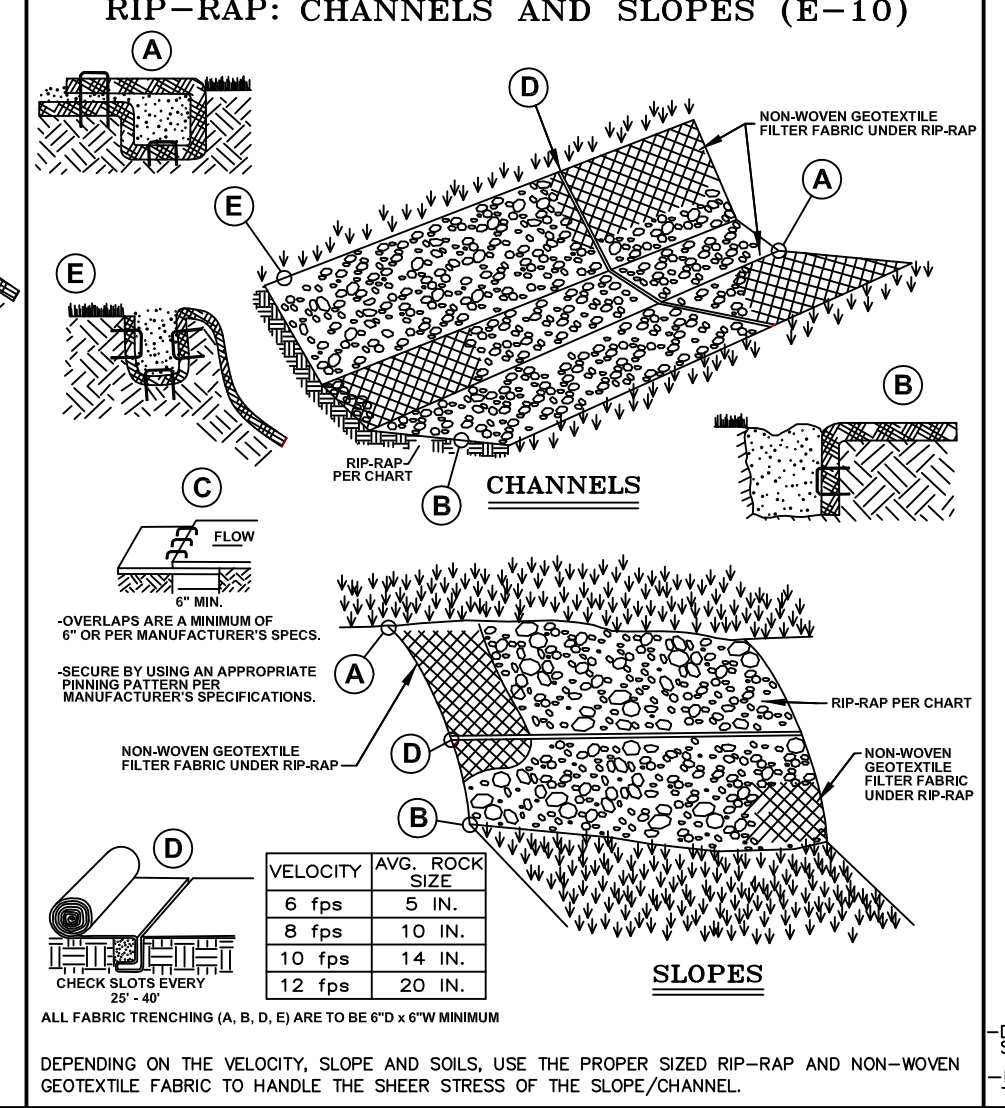 RIP-RAP: CHANNELS AND SLOPES (E-10)
A
D
NON-WOVEN GEOTEXTILE
FILTER FABRIC UNDER RIP-RAP
A
E
E
B
RIP-RAP
PER CHART
B
CHANNELS
C
FLOW
6" MIN.
-OVERLAPS ARE A MINIMUM OF
6" OR PER MANUFACTURER'S SPECS.
-SECURE BY USING AN APPROPRIATE
PINNING PATTERN PER
MANUFACTURER'S SPECIFICATIONS.
A
RIP-RAP PER CHART
NON-WOVEN GEOTEXTILE
FILTER FABRIC UNDER RIP-RAP
D
NON-WOVEN
GEOTEXTILE
FILTER FABRIC
UNDER RIP-RAP
B
D
VELOCITY AVG. ROCK SIZE
6 fps 5 IN.
8 fps 10 IN.
10 fps 14 IN.
12 fps 20 IN.
SLOPES
CHECK SLOTS EVERY
25' - 40'
ALL FABRIC TRENCHING (A, B, D, E) ARE TO BE 6"D x 6"W MINIMUM
DEPENDING ON THE VELOCITY, SLOPE AND SOILS, USE THE PROPER SIZED RIP-RAP AND NON-WOVEN
GEOTEXTILE FABRIC TO HANDLE THE SHEER STRESS OF THE SLOPE/CHANNEL.